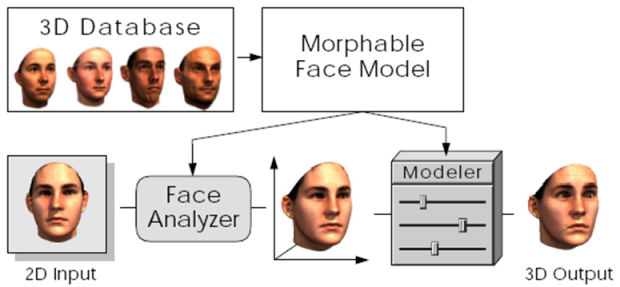 3D Database
Morphable
Face Model
Modeler
Face
Analyzer
2D Input
3D Output